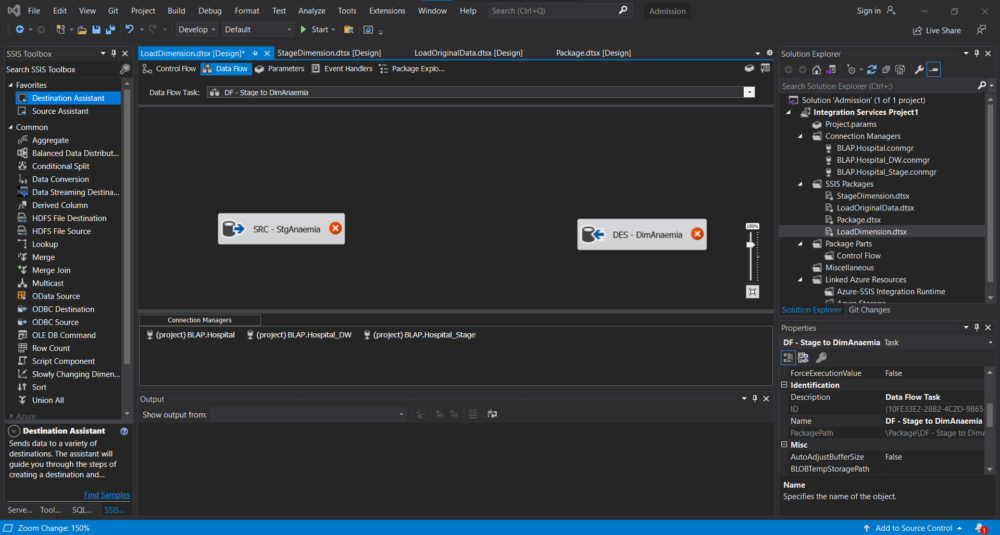 File Edit View Git Project Build Debug Format Test Analyze Tools Extensions Window Help Search (Ctrl+Q) Admission Sign in
Develop Default Start Live Share
SSIS Toolbox
Search SSIS Toolbox
Favorites
Destination Assistant
Source Assistant
Common
Aggregate
Balanced Data Distribut...
Conditional Split
Data Conversion
Data Streaming Destina...
Derived Column
HDFS File Destination
HDFS File Source
Lookup
Merge
Merge Join
Multicast
OData Source
ODBC Destination
ODBC Source
OLE DB Command
Row Count
Script Component
Slowly Changing Dimen...
Sort
Union All
Azure
Destination Assistant
Sends data to a variety of
destinations. The assistant will
guide you through the steps of
creating a destination and...
Find Samples
Serve... Tool... SQL... SSIS...
LoadDimension.dtsx [Design]* StageDimension.dtsx [Design] LoadOriginalData.dtsx [Design] Package.dtsx [Design]
Control Flow Data Flow Parameters Event Handlers Package Explo...
Data Flow Task: DF - Stage to DimAnaemia
SRC - StgAnaemia
DES - DimAnaemia
150%
Connection Managers
(project) BLAP.Hospital (project) BLAP.Hospital_DW (project) BLAP.Hospital_Stage
Output
Show output from:
Solution Explorer
Search Solution Explorer (Ctrl+;)
Solution 'Admission' (1 of 1 project)
Integration Services Project1
Project.params
Connection Managers
BLAP.Hospital.conmgr
BLAP.Hospital_DW.conmgr
BLAP.Hospital_Stage.conmgr
SSIS Packages
StageDimension.dtsx
LoadOriginalData.dtsx
Package.dtsx
LoadDimension.dtsx
Package Parts
Control Flow
Miscellaneous
Linked Azure Resources
Azure-SSIS Integration Runtime
Azure Storage
Solution Explorer Git Changes
Properties
DF - Stage to DimAnaemia Task
ForceExecutionValue False
Identification
Description Data Flow Task
ID {10FE33E2-28B2-4C2D-9B65-
Name DF - Stage to DimAnaemia
PackagePath \Package\DF - Stage to DimA
Misc
AutoAdjustBufferSize False
BLOBTempStoragePath
Name
Specifies the name of the object.
Zoom Change: 150% Add to Source Control 1